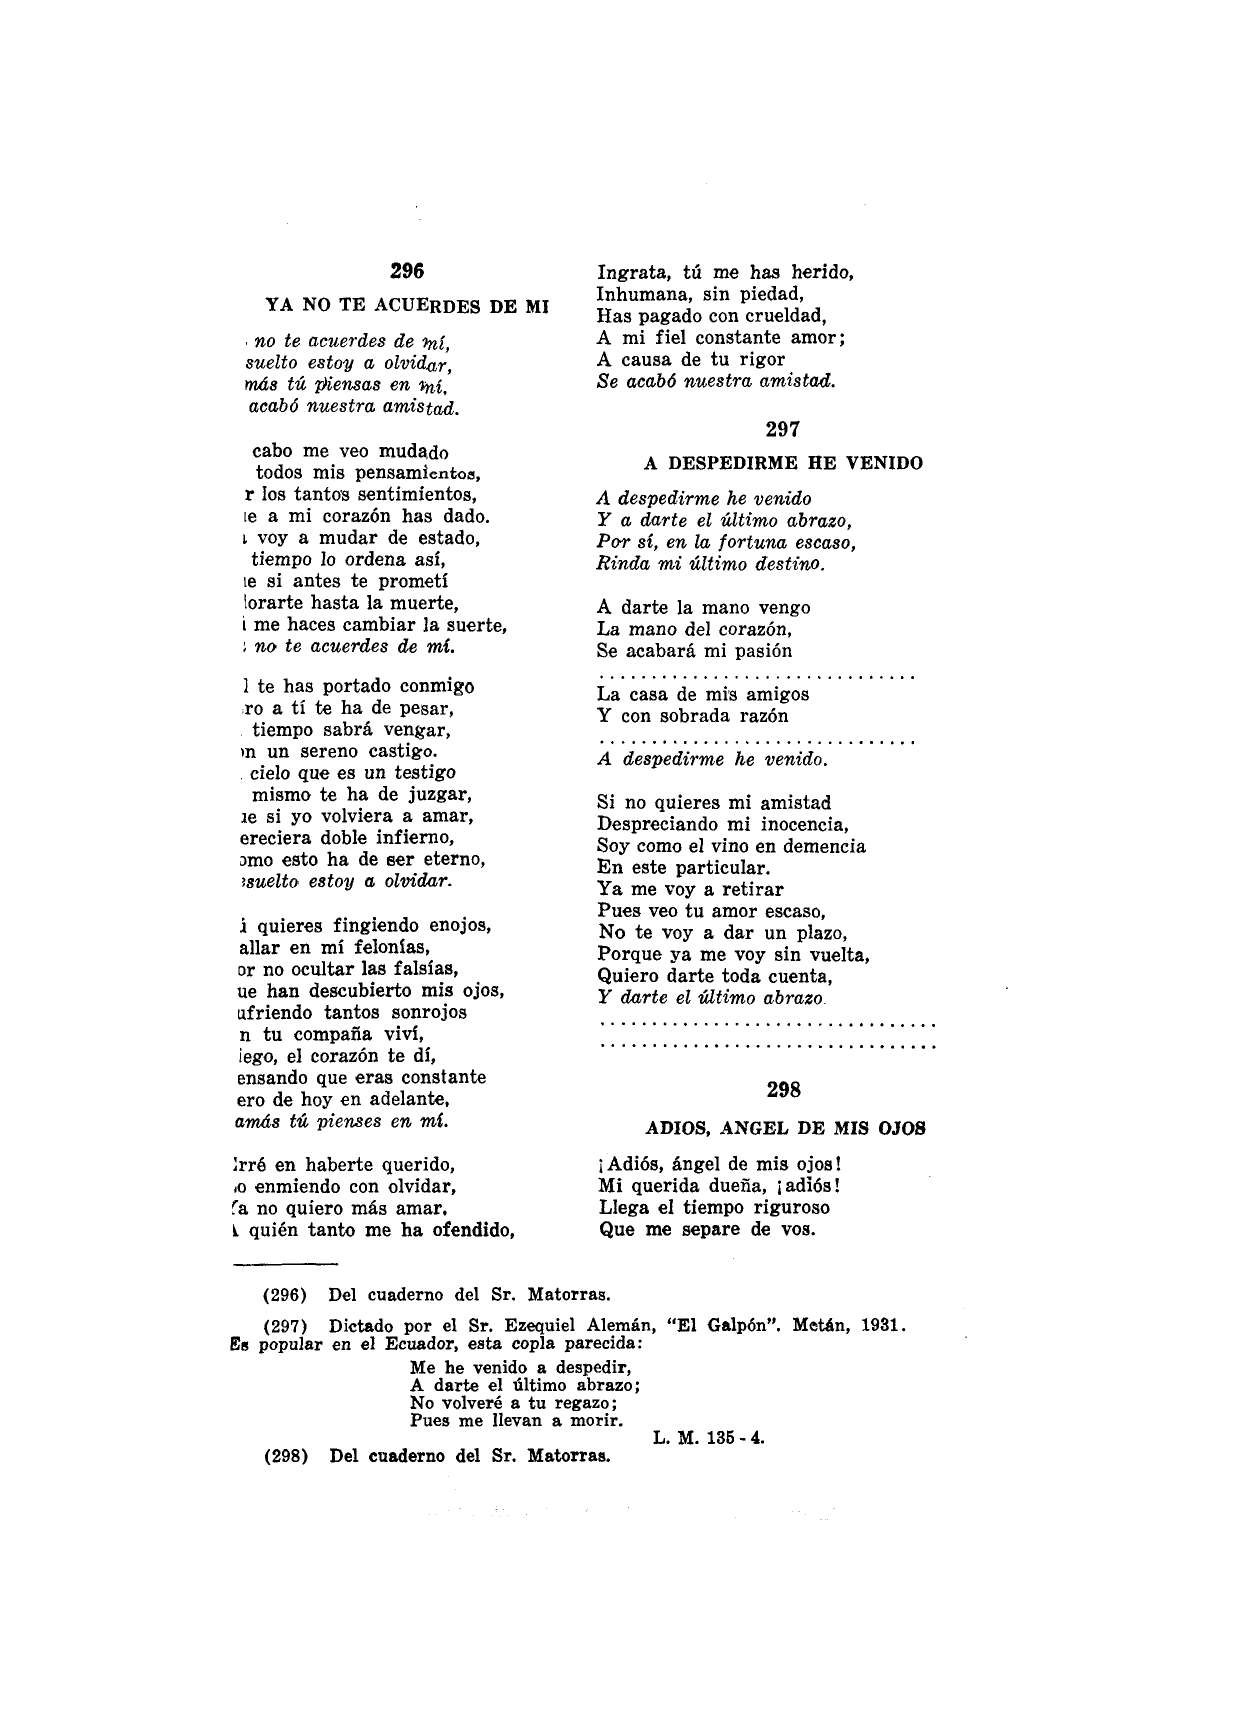 296
YA NO TE ACUERDES DE MI
no te acuerdes de mí,
suelto estoy a olvidar,
más tú piensas en mí,
acabó nuestra amistad.
cabo me veo mudado
todos mis pensamientos,
r los tantos sentimientos,
e a mi corazón has dado.
voy a mudar de estado,
tiempo lo ordena así,
e si antes te prometí
lorarte hasta la muerte,
i me haces cambiar la suerte,
no te acuerdes de mí.
l te has portado conmigo
ro a tí te ha de pesar,
tiempo sabrá vengar,
n un sereno castigo.
cielo que es un testigo
mismo te ha de juzgar,
ue si yo volviera a amar,
ereciera doble infierno,
omo esto ha de ser eterno,
suelto estoy a olvidar.
i quieres fingiendo enojos,
allar en mí felonías,
or no ocultar las falsías,
ue han descubierto mis ojos,
ufriendo tantos sonrojos
n tu compaña viví,
iego, el corazón te dí,
ensando que eras constante
ero de hoy en adelante,
amás tú pienses en mí.
Erré en haberte querido,
o enmiendo con olvidar,
Ya no quiero más amar,
A quién tanto me ha ofendido,
Ingrata, tú me has herido,
Inhumana, sin piedad,
Has pagado con crueldad,
A mi fiel constante amor;
A causa de tu rigor
Se acabó nuestra amistad.
297
A DESPEDIRME HE VENIDO
A despedirme he venido
Y a darte el último abrazo,
Por sí, en la fortuna escaso,
Rinda mi último destino.
A darte la mano vengo
La mano del corazón,
Se acabará mi pasión
..............................
La casa de mis amigos
Y con sobrada razón
..............................
A despedirme he venido.
Si no quieres mi amistad
Despreciando mi inocencia,
Soy como el vino en demencia
En este particular.
Ya me voy a retirar
Pues veo tu amor escaso,
No te voy a dar un plazo,
Porque ya me voy sin vuelta,
Quiero darte toda cuenta,
Y darte el último abrazo.
................................
................................
298
ADIOS, ANGEL DE MIS OJOS
¡Adiós, ángel de mis ojos!
Mi querida dueña, ¡adiós!
Llega el tiempo riguroso
Que me separe de vos.
(296) Del cuaderno del Sr. Matorras.
(297) Dictado por el Sr. Ezequiel Alemán, "El Galpón". Metán, 1931.
Es popular en el Ecuador, esta copla parecida:
Me he venido a despedir,
A darte el último abrazo;
No volveré a tu regazo;
Pues me llevan a morir.
L. M. 135 - 4.
(298) Del cuaderno del Sr. Matorras.